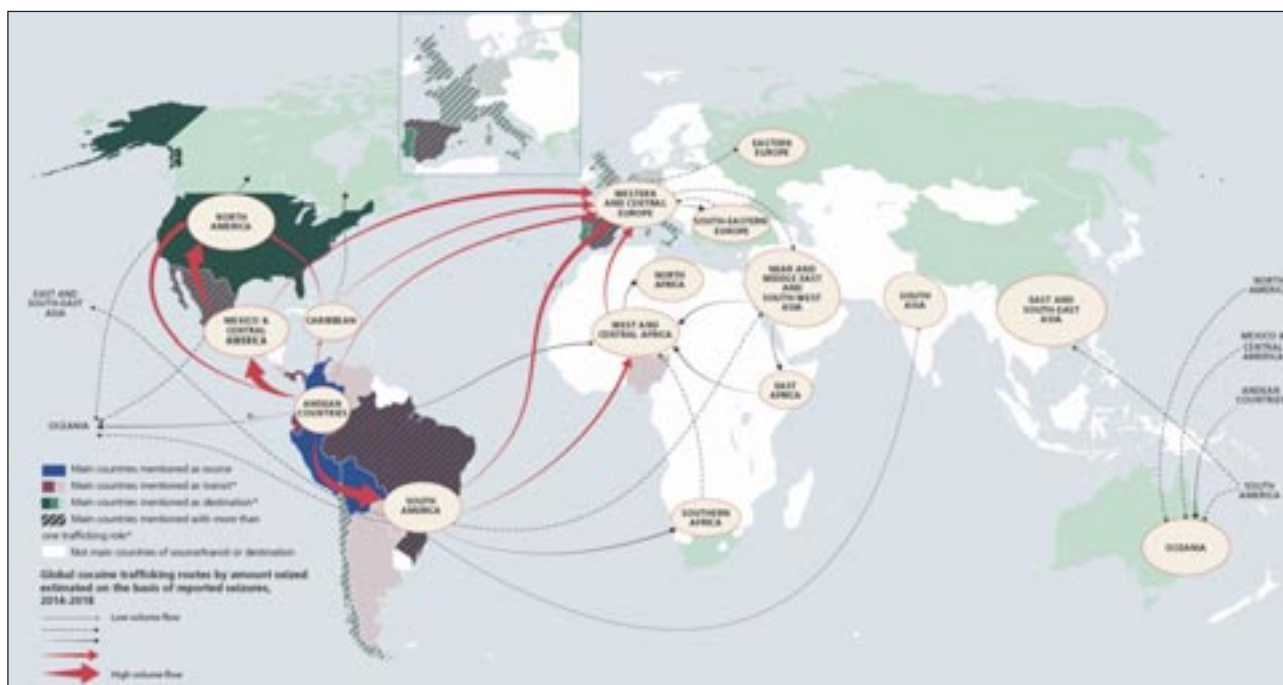 EASTERN
EUROPE
NORTH
AMERICA
WESTERN
AND CENTRAL
EUROPE
SOUTH-EASTERN
EUROPE
EAST AND
SOUTH-EAST
ASIA
NORTH
AFRICA
NEAR AND
MIDDLE EAST
AND
SOUTH-WEST
ASIA
SOUTH
ASIA
EAST AND
SOUTH-EAST
ASIA
NORTH
AMERICA
MEXICO &
CENTRAL
AMERICA
CARIBBEAN
WEST AND
CENTRAL AFRICA
MEXICO &
CENTRAL
AMERICA
EAST
AFRICA
ANDEAN
COUNTRIES
ANDEAN
COUNTRIES
OCEANIA
Main countries mentioned as source
Main countries mentioned as transit*
Main countries mentioned as destination*
Main countries mentioned with more than
one trafficking role*
Not main countries of source/transit or destination
SOUTH
AMERICA
SOUTHERN
AFRICA
SOUTH
AMERICA
OCEANIA
Global cocaine trafficking routes by amount seized
estimated on the basis of reported seizures,
2014-2018
Low volume flow
High volume flow